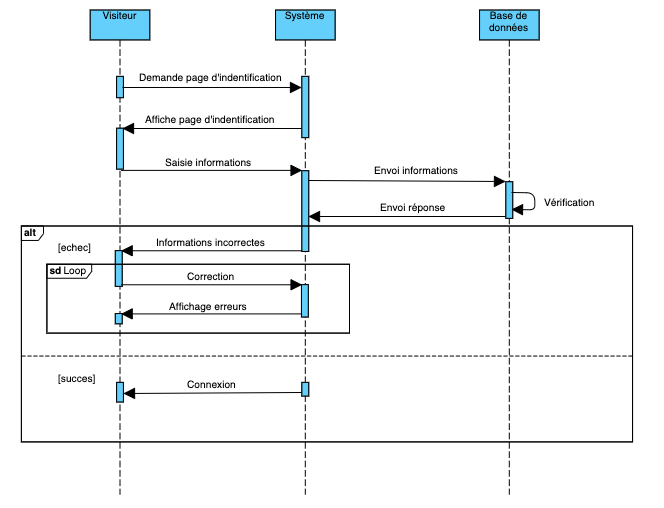 Visiteur
Système
Base de
données
Demande page d'indentification
Affiche page d'indentification
Saisie informations
Envoi informations
Vérification
Envoi réponse
alt
[echec]
Informations incorrectes
sd Loop
Correction
Affichage erreurs
[succes]
Connexion